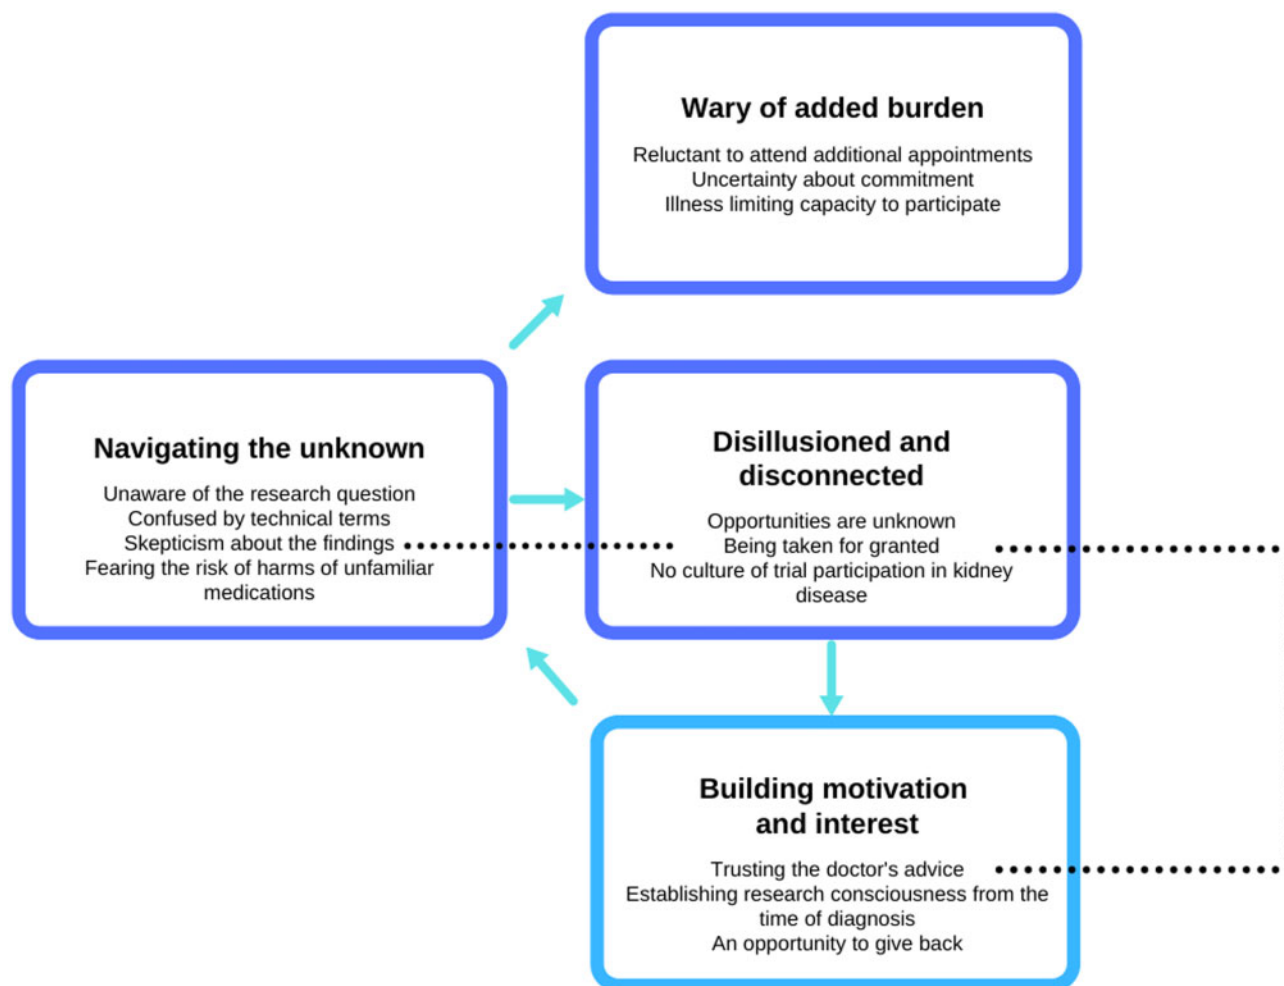 Wary of added burden
Reluctant to attend additional appointments
Uncertainty about commitment
Illness limiting capacity to participate
Navigating the unknown
Unaware of the research question
Confused by technical terms
Skepticism about the findings
Fearing the risk of harms of unfamiliar
medications
Disillusioned and
disconnected
Opportunities are unknown
Being taken for granted
No culture of trial participation in kidney
disease
Building motivation
and interest
Trusting the doctor's advice
Establishing research consciousness from the
time of diagnosis
An opportunity to give back